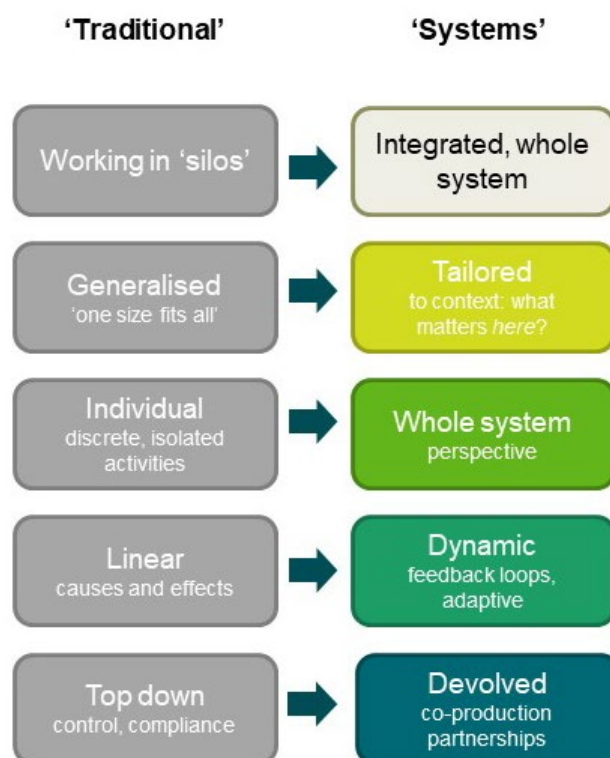 ‘Traditional’
‘Systems’
Working in ‘silos’
Integrated, whole
system
Generalised
‘one size fits all’
Tailored
to context: what
matters here?
Individual
discrete, isolated
activities
Whole system
perspective
Linear
causes and effects
Dynamic
feedback loops,
adaptive
Top down
control, compliance
Devolved
co-production
partnerships